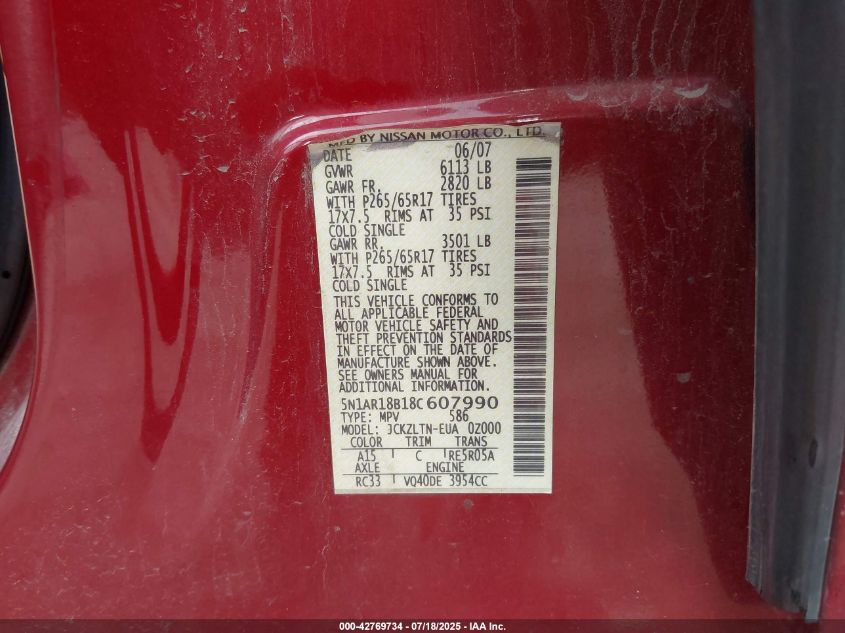 MFD BY NISSAN MOTOR CO., LTD.
DATE 06/07
GVWR 6113 LB
GAWR FR. 2820 LB
WITH P265/65R17 TIRES
17X7.5 RIMS AT 35 PSI
COLD SINGLE
GAWR RR. 3501 LB
WITH P265/65R17 TIRES
17X7.5 RIMS AT 35 PSI
COLD SINGLE
THIS VEHICLE CONFORMS TO
ALL APPLICABLE FEDERAL
MOTOR VEHICLE SAFETY AND
THEFT PREVENTION STANDARDS
IN EFFECT ON THE DATE OF
MANUFACTURE SHOWN ABOVE.
SEE OWNERS MANUAL FOR
ADDITIONAL INFORMATION.
5N1AR18B18C 607990
TYPE: MPV 586
MODEL: JCKZLTN-EUA 0Z000
COLOR TRIM TRANS
A15 C RE5R05A
AXLE ENGINE
RC33 VQ40DE 3954CC
000-42769734 - 07/18/2025 - IAA Inc.